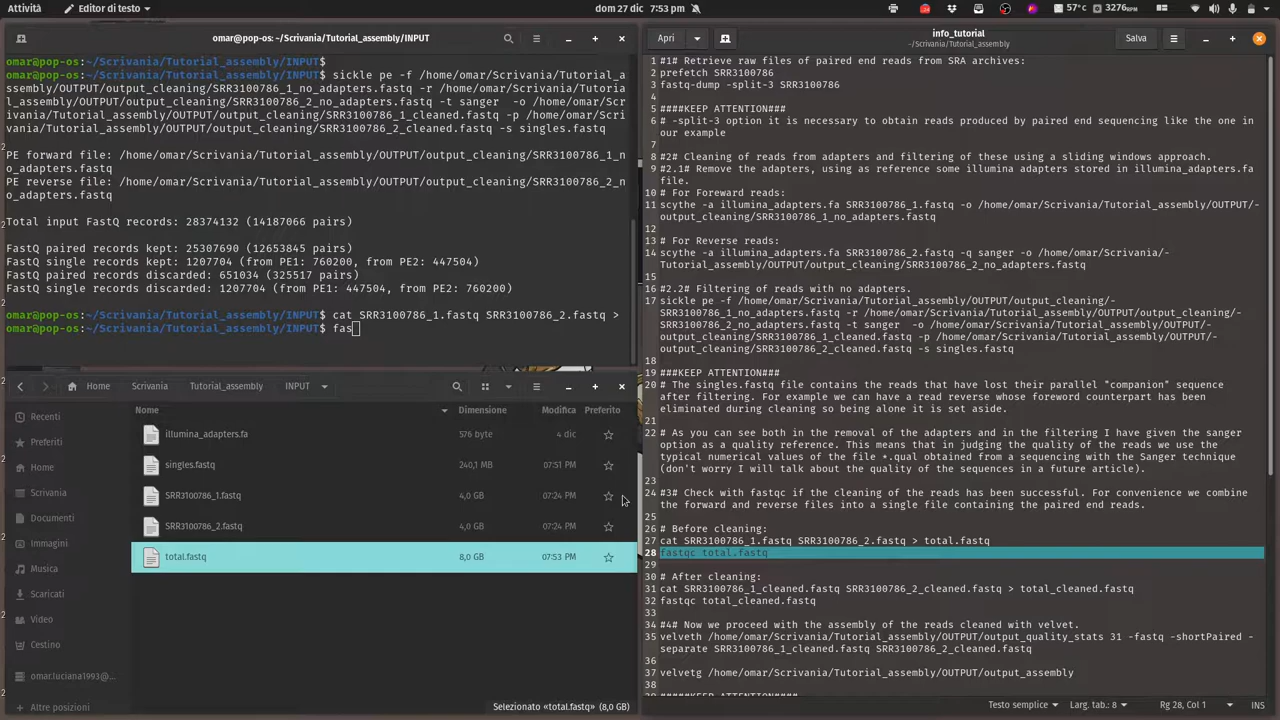 Attività
Editor di testo
dom 27 dic 7:53 PM
57°C
3276RPM
omar@pop-os: ~/Scrivania/Tutorial_assembly/INPUT
omar@pop-os:~/Scrivania/Tutorial_assembly/INPUT$
omar@pop-os:~/Scrivania/Tutorial_assembly/INPUT$ sickle pe -f /home/omar/Scrivania/Tutorial_a
ssembly/OUTPUT/output_cleaning/SRR3100786_1_no_adapters.fastq -r /home/omar/Scrivania/Tutoria
l_assembly/OUTPUT/output_cleaning/SRR3100786_2_no_adapters.fastq -t sanger  -o /home/omar/Scr
ivania/Tutorial_assembly/OUTPUT/output_cleaning/SRR3100786_1_cleaned.fastq -p /home/omar/Scri
vania/Tutorial_assembly/OUTPUT/output_cleaning/SRR3100786_2_cleaned.fastq -s singles.fastq
PE forward file: /home/omar/Scrivania/Tutorial_assembly/OUTPUT/output_cleaning/SRR3100786_1_n
o_adapters.fastq
PE reverse file: /home/omar/Scrivania/Tutorial_assembly/OUTPUT/output_cleaning/SRR3100786_2_n
o_adapters.fastq
Total input FastQ records: 28374132 (14187066 pairs)
FastQ paired records kept: 25307690 (12653845 pairs)
FastQ single records kept: 1207704 (from PE1: 760200, from PE2: 447504)
FastQ paired records discarded: 651034 (325517 pairs)
FastQ single records discarded: 1207704 (from PE1: 447504, from PE2: 760200)
omar@pop-os:~/Scrivania/Tutorial_assembly/INPUT$ cat SRR3100786_1.fastq SRR3100786_2.fastq >
omar@pop-os:~/Scrivania/Tutorial_assembly/INPUT$ fas
Home
Scrivania
Tutorial_assembly
INPUT
Recenti
Preferiti
Home
Scrivania
Documenti
Immagini
Musica
Scaricati
Video
Cestino
omar.luciana1993@...
Altre posizioni
Nome Dimensione Modifica Preferito
illumina_adapters.fa 576 byte 4 dic
singles.fastq 240,1 MB 07:51 PM
SRR3100786_1.fastq 4,0 GB 07:24 PM
SRR3100786_2.fastq 4,0 GB 07:24 PM
total.fastq 8,0 GB 07:53 PM
Selezionato «total.fastq» (8,0 GB)
Apri
info_tutorial
~/Scrivania/Tutorial_assembly
Salva
1 #1# Retrieve raw files of paired end reads from SRA archives:
2 prefetch SRR3100786
3 fastq-dump -split-3 SRR3100786
4
5 ####KEEP ATTENTION###
6 # -split-3 option it is necessary to obtain reads produced by paired end sequencing like the one in
our example
7
8 #2# Cleaning of reads from adapters and filtering of these using a sliding windows approach.
9 #2.1# Remove the adapters, using as reference some illumina adapters stored in illumina_adapters.fa
file.
10 # For Foreward reads:
11 scythe -a illumina_adapters.fa SRR3100786_1.fastq -o /home/omar/Scrivania/Tutorial_assembly/OUTPUT/-
output_cleaning/SRR3100786_1_no_adapters.fastq
12
13 # For Reverse reads:
14 scythe -a illumina_adapters.fa SRR3100786_2.fastq -q sanger -o /home/omar/Scrivania/-
Tutorial_assembly/OUTPUT/output_cleaning/SRR3100786_2_no_adapters.fastq
15
16 #2.2# Filtering of reads with no adapters.
17 sickle pe -f /home/omar/Scrivania/Tutorial_assembly/OUTPUT/output_cleaning/-
SRR3100786_1_no_adapters.fastq -r /home/omar/Scrivania/Tutorial_assembly/OUTPUT/output_cleaning/-
SRR3100786_2_no_adapters.fastq -t sanger  -o /home/omar/Scrivania/Tutorial_assembly/OUTPUT/-
output_cleaning/SRR3100786_1_cleaned.fastq -p /home/omar/Scrivania/Tutorial_assembly/OUTPUT/-
output_cleaning/SRR3100786_2_cleaned.fastq -s singles.fastq
18
19 ###KEEP ATTENTION###
20 # The singles.fastq file contains the reads that have lost their parallel "companion" sequence
after filtering. For example we can have a read reverse whose foreword counterpart has been
eliminated during cleaning so being alone it is set aside.
21
22 # As you can see both in the removal of the adapters and in the filtering I have given the sanger
option as a quality reference. This means that in judging the quality of the reads we use the
typical numerical values of the file *.qual obtained from a sequencing with the Sanger technique
(don't worry I will talk about the quality of the sequences in a future article).
23
24 #3# Check with fastqc if the cleaning of the reads has been successful. For convenience we combine
the forward and reverse files into a single file containing the paired end reads.
25
26 # Before cleaning:
27 cat SRR3100786_1.fastq SRR3100786_2.fastq > total.fastq
28 fastqc total.fastq
29
30 # After cleaning:
31 cat SRR3100786_1_cleaned.fastq SRR3100786_2_cleaned.fastq > total_cleaned.fastq
32 fastqc total_cleaned.fastq
33
34 #4# Now we proceed with the assembly of the reads cleaned with velvet.
35 velveth /home/omar/Scrivania/Tutorial_assembly/OUTPUT/output_quality_stats 31 -fastq -shortPaired -
separate SRR3100786_1_cleaned.fastq SRR3100786_2_cleaned.fastq
36
37 velvetg /home/omar/Scrivania/Tutorial_assembly/OUTPUT/output_assembly
38
39 #####KEEP ATTENTION####
Testo semplice
Larg. tab.: 8
Rg 28, Col 1
INS